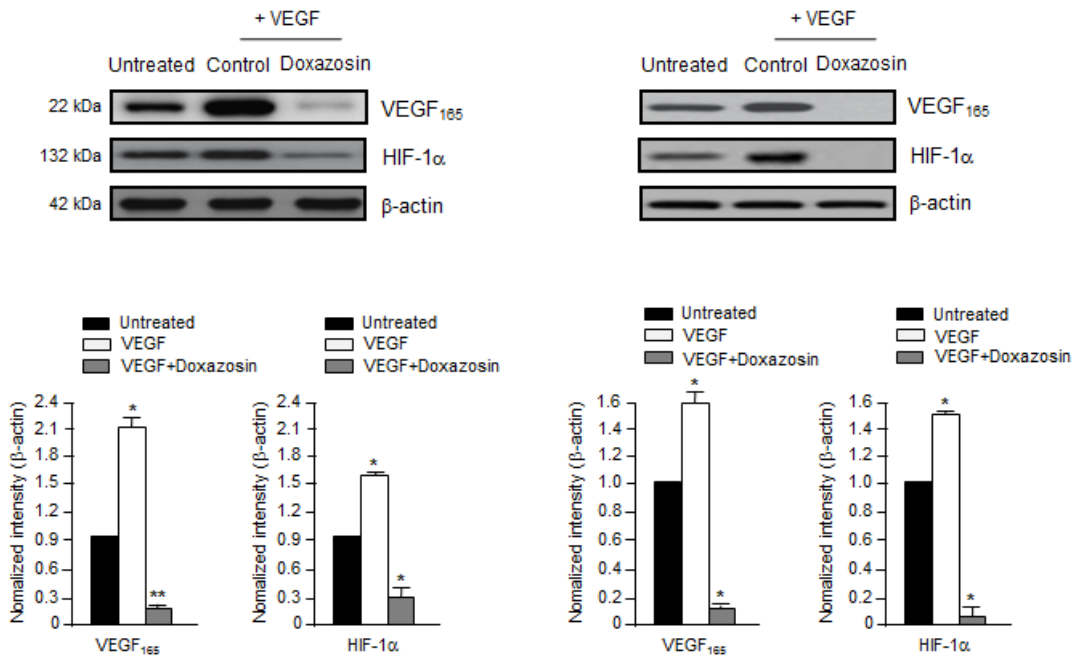 + VEGF
Untreated Control Doxazosin
22 kDa VEGF165
132 kDa HIF-1α
42 kDa β-actin
+ VEGF
Untreated Control Doxazosin
VEGF165
HIF-1α
β-actin
Untreated
VEGF
VEGF+Doxazosin
Nomalized intensity (β-actin)
2.4
2.1
1.8
1.5
1.2
0.9
0.6
0.3
0
*
**
VEGF165
Untreated
VEGF
VEGF+Doxazosin
Nomalized intensity (β-actin)
2.4
2.1
1.8
1.5
1.2
0.9
0.6
0.3
0
*
*
HIF-1α
Untreated
VEGF
VEGF+Doxazosin
Nomalized intensity (β-actin)
1.6
1.4
1.2
1.0
0.8
0.6
0.4
0.2
0
*
*
VEGF165
Untreated
VEGF
VEGF+Doxazosin
Nomalized intensity (β-actin)
1.6
1.4
1.2
1.0
0.8
0.6
0.4
0.2
0
*
*
HIF-1α